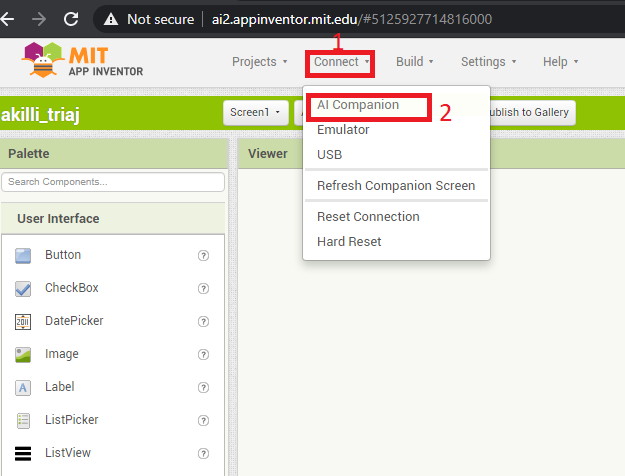 Not secure ai2.appinventor.mit.edu/#5125927714816000
1
MIT
APP INVENTOR
Projects Connect Build Settings Help
akilli_triaj
Screen1
ublish to Gallery
AI Companion
2
Emulator
USB
Refresh Companion Screen
Reset Connection
Hard Reset
Palette
Viewer
Search Components...
User Interface
Button ?
CheckBox ?
2011 DatePicker ?
Image ?
A Label ?
ListPicker ?
ListView ?